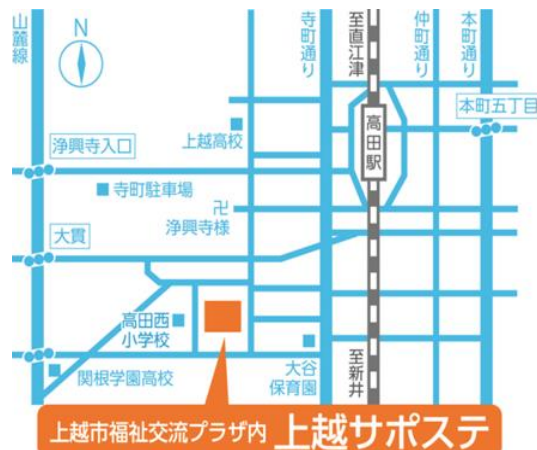 山麓線
N
寺町通り
至直江津
仲町通り
本町通り
本町五丁目
高田駅
上越高校
浄興寺入口
寺町駐車場
卍
浄興寺様
大貫
高田西
小学校
大谷
保育園
至新井
関根学園高校
上越市福祉交流プラザ内 上越サポステ